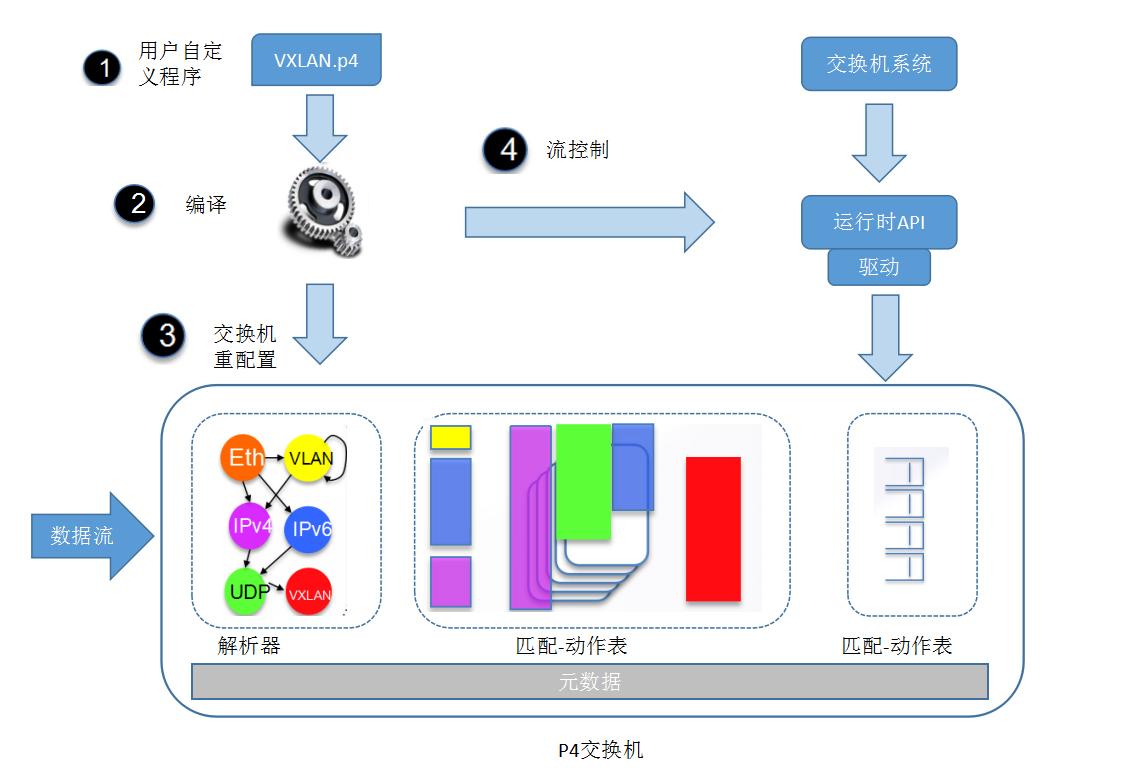 1
用户自定
义程序
VXLAN.p4
交换机系统
4
流控制
2
编译
运行时API
驱动
3
交换机
重配置
Eth
VLAN
IPv4
IPv6
UDP
VXLAN
数据流
解析器
匹配-动作表
匹配-动作表
元数据
P4交换机